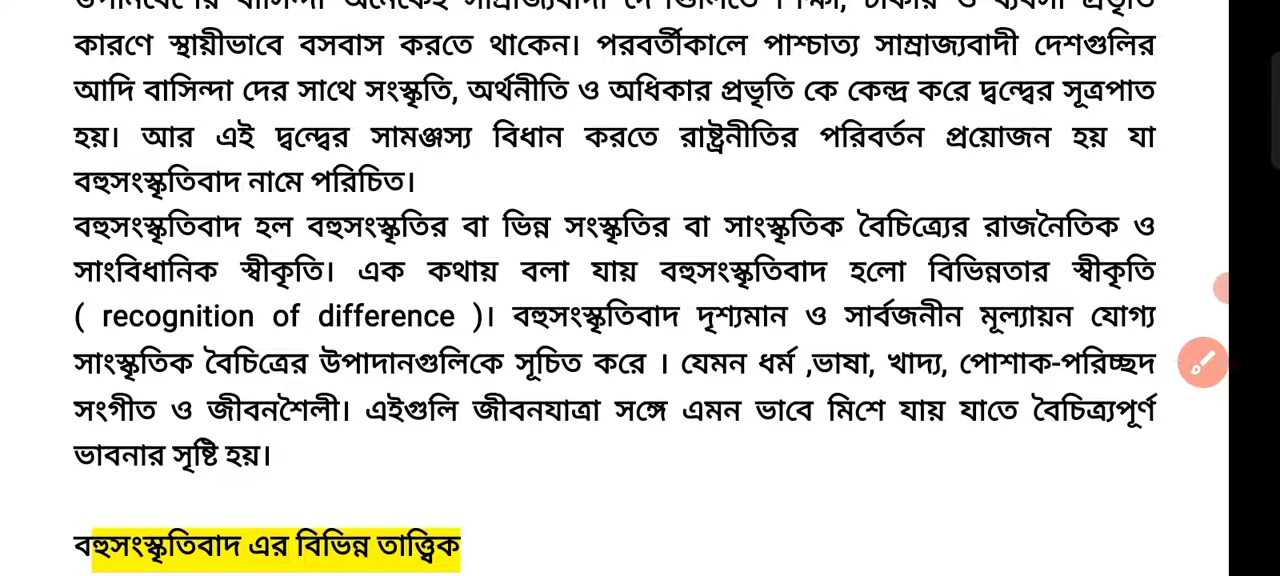 কারণে স্থায়ীভাবে বসবাস করতে থাকেন। পরবর্তীকালে পাশ্চাত্য সাম্রাজ্যবাদী দেশগুলির
আদি বাসিন্দা দের সাথে সংস্কৃতি, অর্থনীতি ও অধিকার প্রভৃতি কে কেন্দ্র করে দ্বন্দ্বের সূত্রপাত
হয়। আর এই দ্বন্দ্বের সামঞ্জস্য বিধান করতে রাষ্ট্রনীতির পরিবর্তন প্রয়োজন হয় যা
বহুসংস্কৃতিবাদ নামে পরিচিত।
বহুসংস্কৃতিবাদ হল বহুসংস্কৃতির বা ভিন্ন সংস্কৃতির বা সাংস্কৃতিক বৈচিত্র্যের রাজনৈতিক ও
সাংবিধানিক স্বীকৃতি। এক কথায় বলা যায় বহুসংস্কৃতিবাদ হলো বিভিন্নতার স্বীকৃতি
( recognition of difference )। বহুসংস্কৃতিবাদ দৃশ্যমান ও সার্বজনীন মূল্যায়ন যোগ্য
সাংস্কৃতিক বৈচিত্রের উপাদানগুলিকে সূচিত করে । যেমন ধর্ম ,ভাষা, খাদ্য, পোশাক-পরিচ্ছদ
সংগীত ও জীবনশৈলী। এইগুলি জীবনযাত্রা সঙ্গে এমন ভাবে মিশে যায় যাতে বৈচিত্র্যপূর্ণ
ভাবনার সৃষ্টি হয়।
বহুসংস্কৃতিবাদ এর বিভিন্ন তাত্ত্বিক